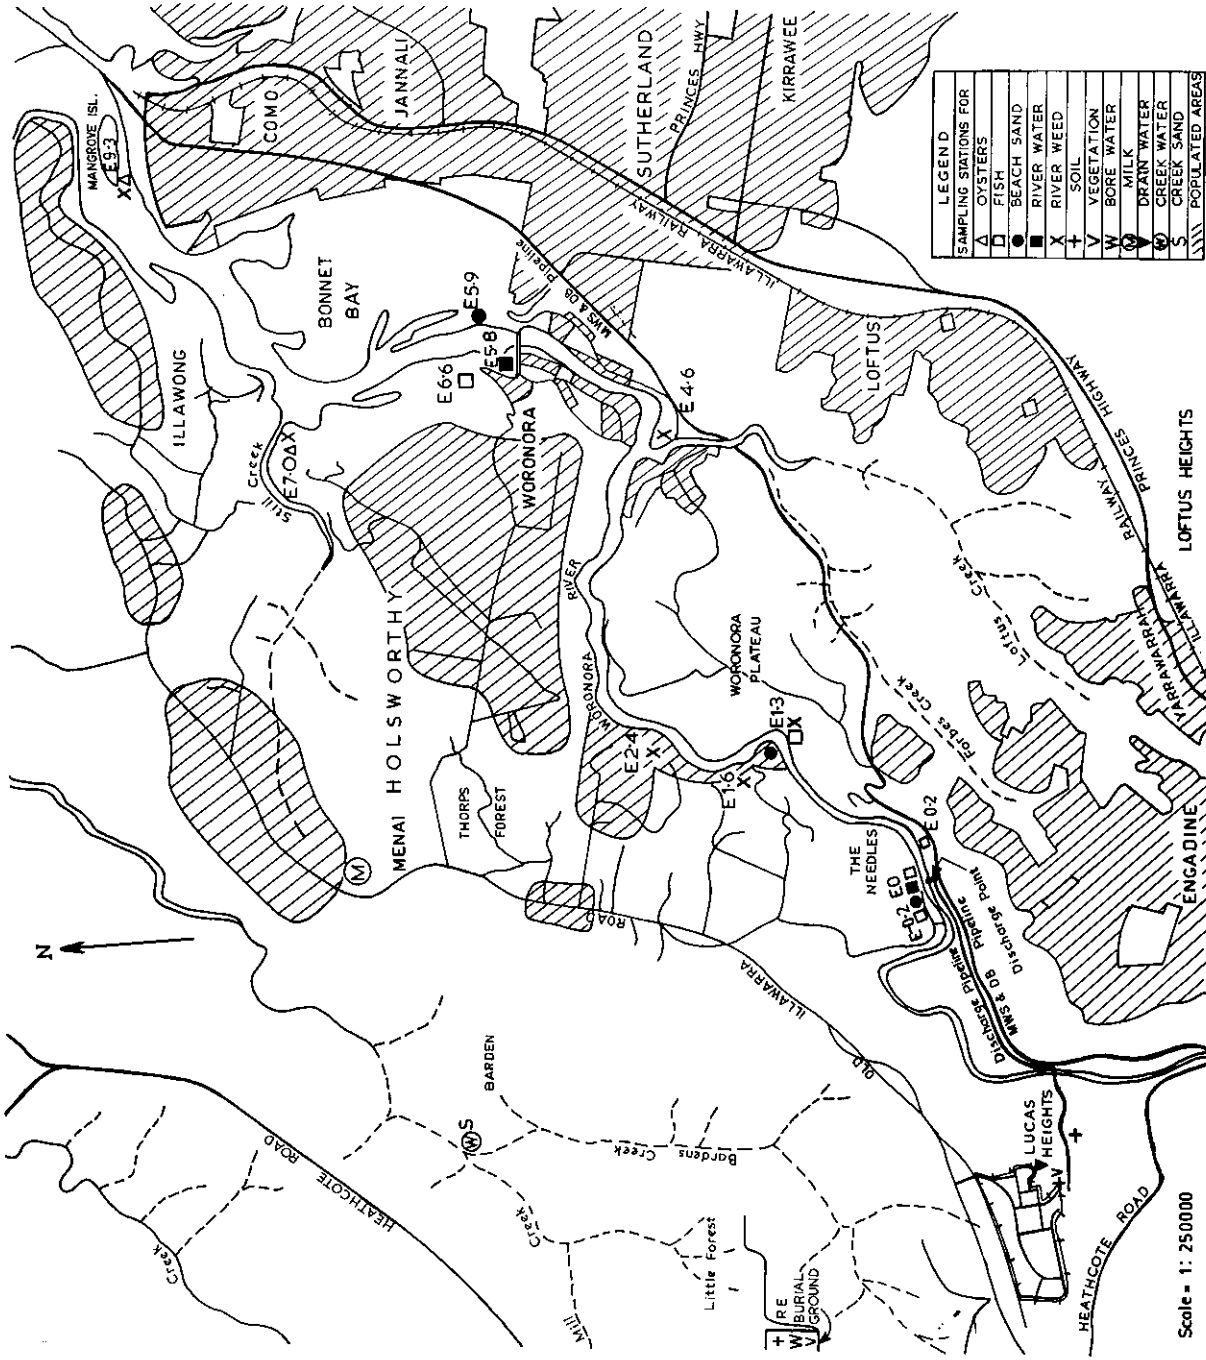 N
MANGROVE ISL.
E9·3
X△
COMO
JANNALI
SUTHERLAND
PRINCES HWY
KIRRAWEE
ILLAWARRA RAILWAY
ILLAWONG
BONNET
BAY
Still Creek
E7·0△X
E6·6
E5·8
E5·9
MWS & DB Pipeline
WORONORA
X E 4·6
LOFTUS
ILLAWARRA RAILWAY
PRINCES HIGHWAY
LOFTUS HEIGHTS
MENAI HOLSWORTHY
WORONORA RIVER
WORONORA
PLATEAU
Loftus Creek
Forbes Creek
YARRAWARRAH
ENGADINE
THORPS
FOREST
M
E2·4
X
E1·6
X
E1·3
X
THE
NEEDLES
E 0·2
E0
E-0·2
Discharge Point
Discharge Pipeline
MWS & DB Pipeline
OLD ILLAWARRA ROAD
HEATHCOTE ROAD
Creek
BARDEN
W S
Bardens Creek
Mill Creek
Little Forest
+ RE
W BURIAL
V GROUND
LUCAS
HEIGHTS
+
+V
HEATHCOTE ROAD
Scale = 1: 250000
LEGEND
SAMPLING STATIONS FOR
△ OYSTERS
□ FISH
● BEACH SAND
■ RIVER WATER
X RIVER WEED
+ SOIL
V VEGETATION
W BORE WATER
Ⓜ MILK
▼ DRAIN WATER
Ⓦ CREEK WATER
S CREEK SAND
\\\\ POPULATED AREAS